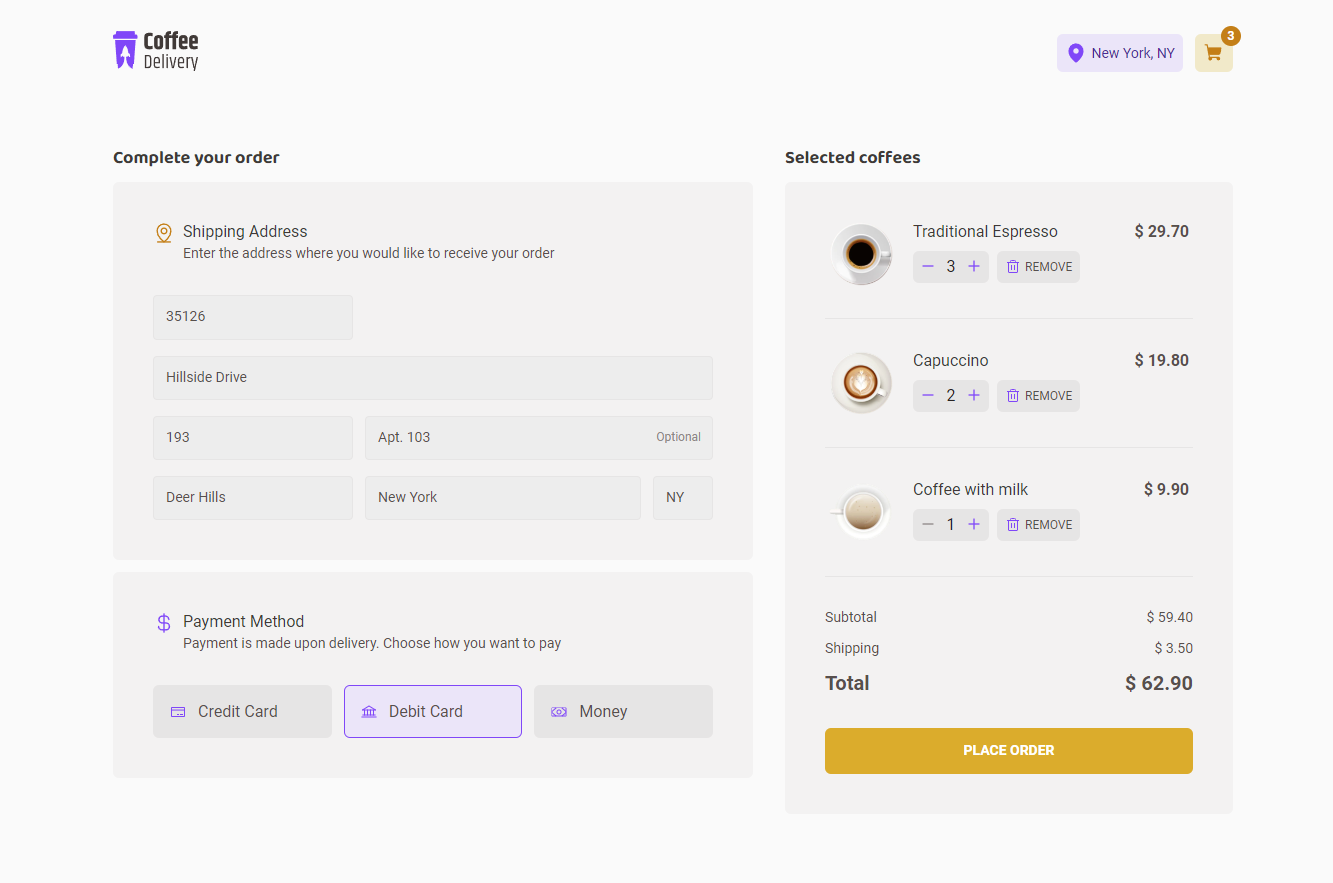 Coffee
Delivery
New York, NY
3
Complete your order
Shipping Address
Enter the address where you would like to receive your order
35126
Hillside Drive
193
Apt. 103
Optional
Deer Hills
New York
NY
Payment Method
Payment is made upon delivery. Choose how you want to pay
Credit Card
Debit Card
Money
Selected coffees
Traditional Espresso
$ 29.70
3
REMOVE
Capuccino
$ 19.80
2
REMOVE
Coffee with milk
$ 9.90
1
REMOVE
Subtotal
$ 59.40
Shipping
$ 3.50
Total
$ 62.90
PLACE ORDER